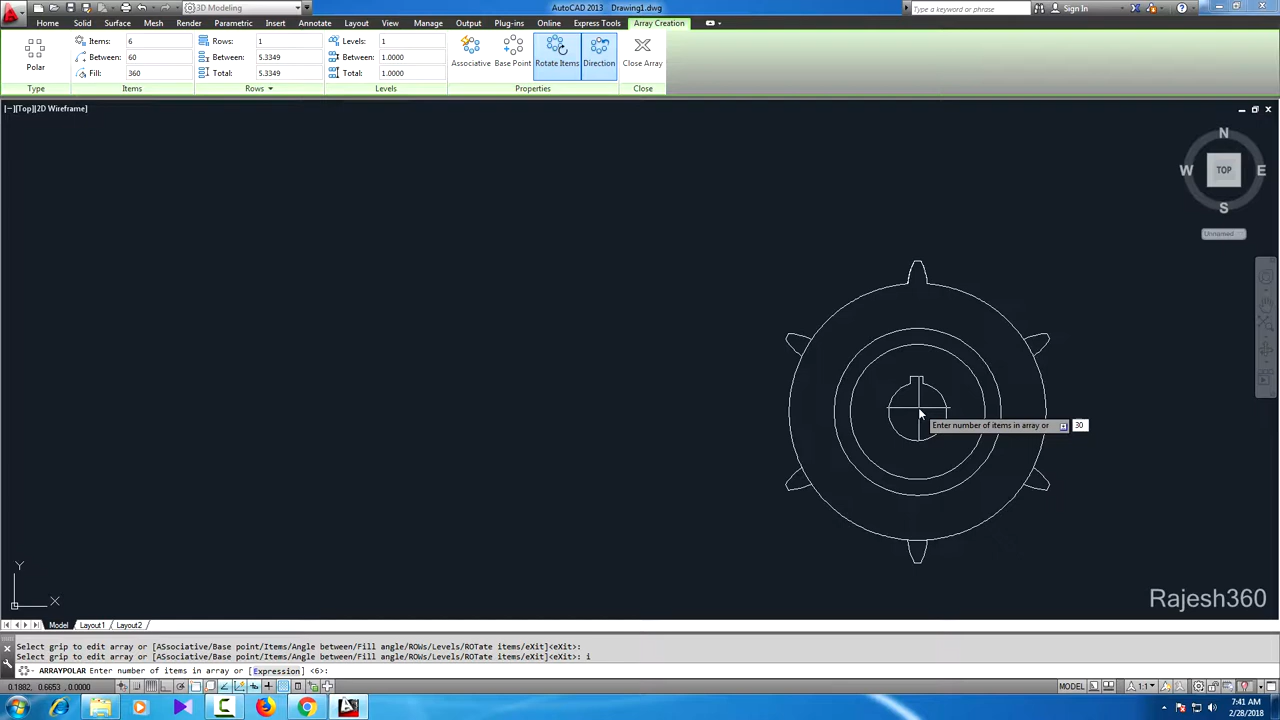 3D Modeling
AutoCAD 2013 Drawing1.dwg
Type a keyword or phrase
Sign In
Home Solid Surface Mesh Render Parametric Insert Annotate Layout View Manage Output Plug-ins Online Express Tools Array Creation
Items: 6 Rows: 1 Levels: 1
Between: 60 Between: 5.3349 Between: 1.0000
Fill: 360 Total: 5.3349 Total: 1.0000
Polar Associative Base Point Rotate Items Direction Close Array
Type Items Rows Levels Properties Close
[−][Top][2D Wireframe]
N
W TOP E
S
Unnamed
Enter number of items in array or 30
Y
X
Rajesh360
Model Layout1 Layout2
Select grip to edit array or [ASsociative/Base point/Items/Angle between/Fill angle/ROWs/Levels/ROTate items/eXit]<eXit>:
Select grip to edit array or [ASsociative/Base point/Items/Angle between/Fill angle/ROWs/Levels/ROTate items/eXit]<eXit>: i
ARRAYPOLAR Enter number of items in array or [Expression] <6>:
0.1882, 0.6653, 0.0000 MODEL 1:1
7:41 AM
2/28/2018